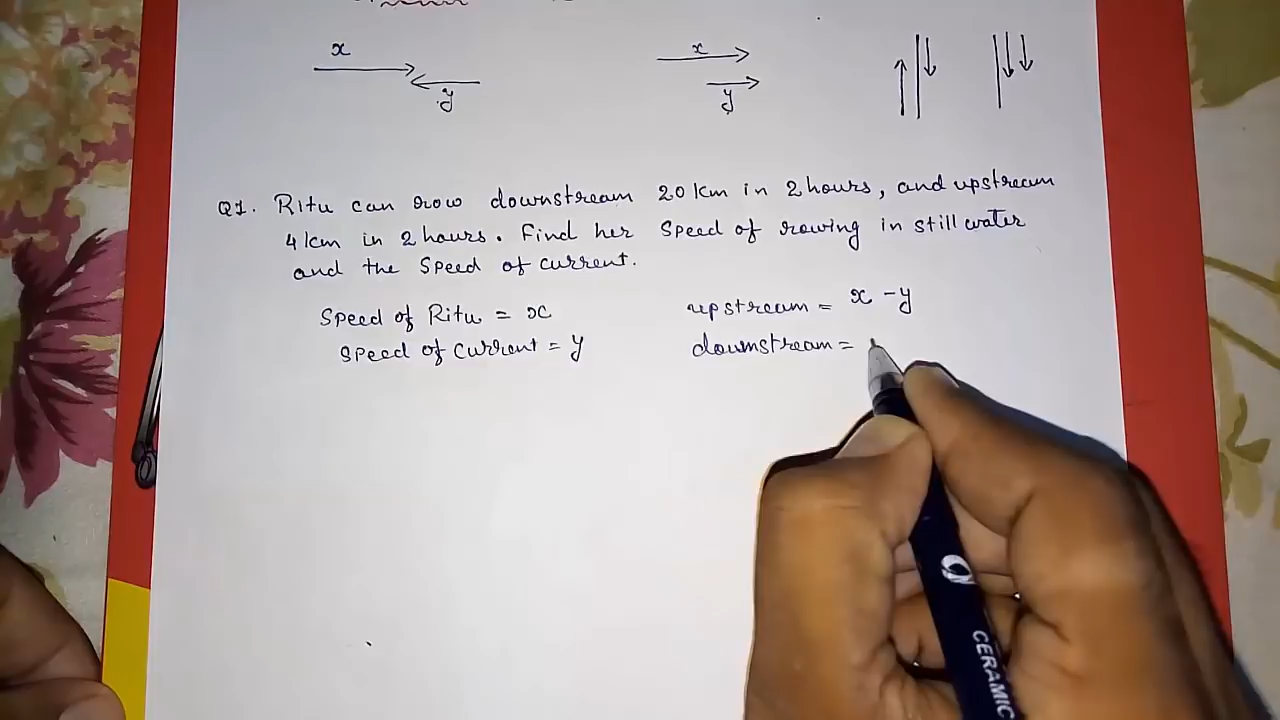 x
y
x
y
Q1. Ritu can row downstream 20 km in 2 hours, and upstream
4 km in 2 hours. Find her Speed of rowing in still water
and the Speed of current.
Speed of Ritu = x
upstream = x - y
Speed of current = y
downstream =
CERAMIC